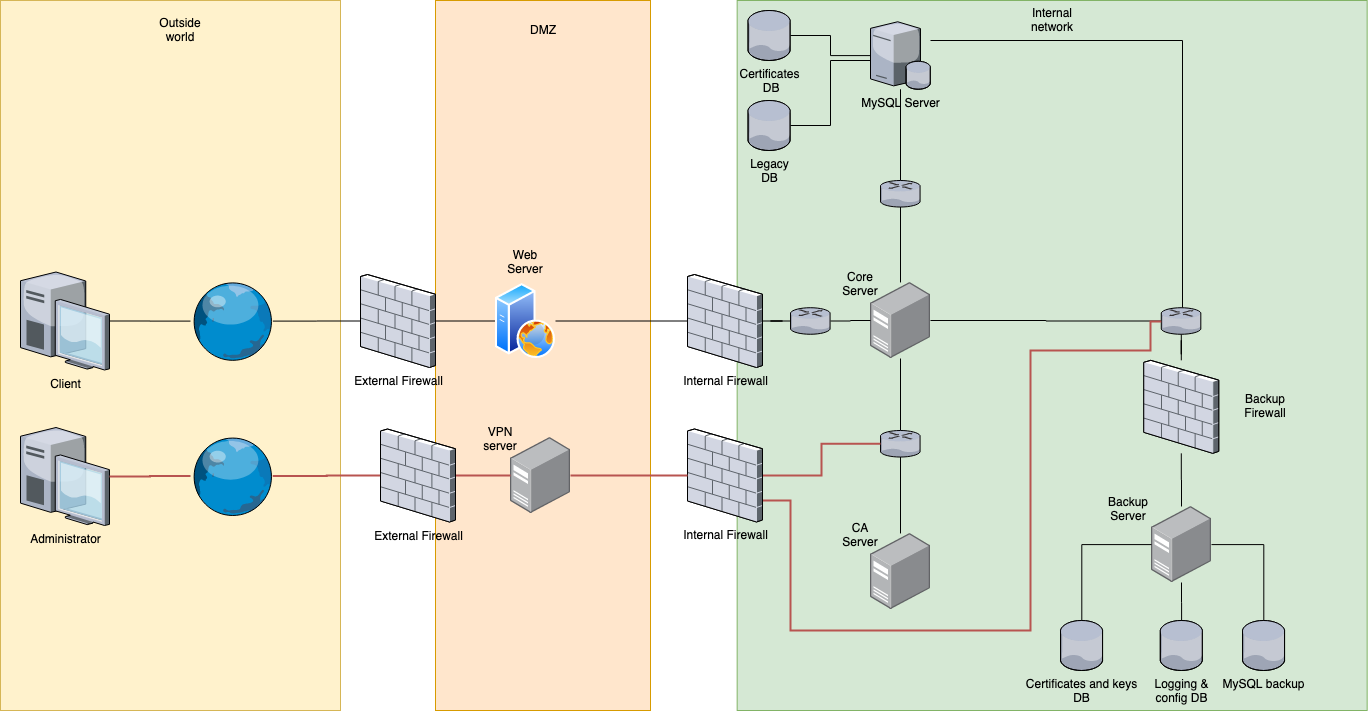 Outside
world
DMZ
Internal
network
Certificates
DB
MySQL Server
Legacy
DB
Web
Server
Core
Server
Client
External Firewall
Internal Firewall
Backup
Firewall
VPN
server
Administrator
External Firewall
Internal Firewall
CA
Server
Backup
Server
Certificates and keys
DB
Logging &
config DB
MySQL backup